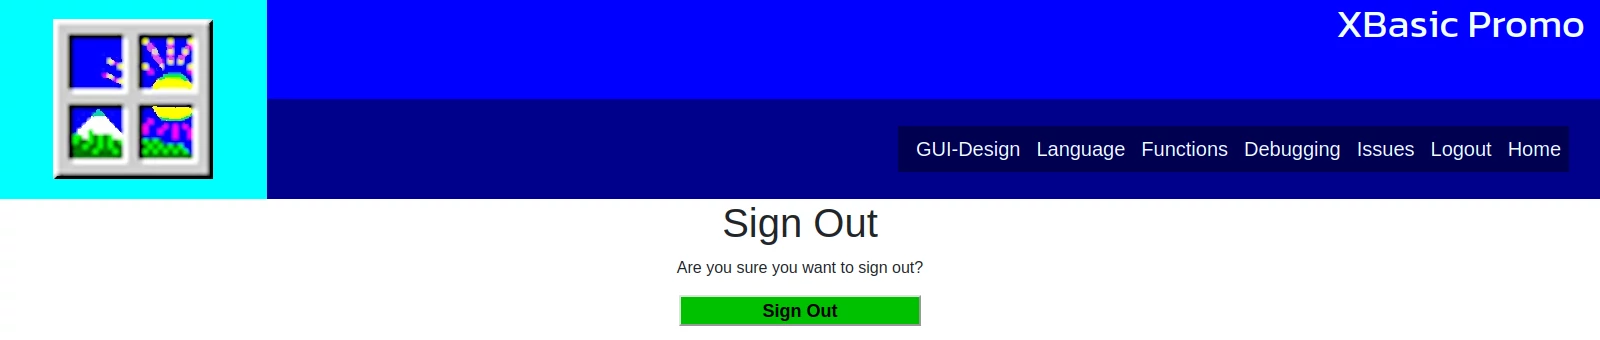 XBasic Promo
GUI-Design Language Functions Debugging Issues Logout Home
Sign Out
Are you sure you want to sign out?
Sign Out